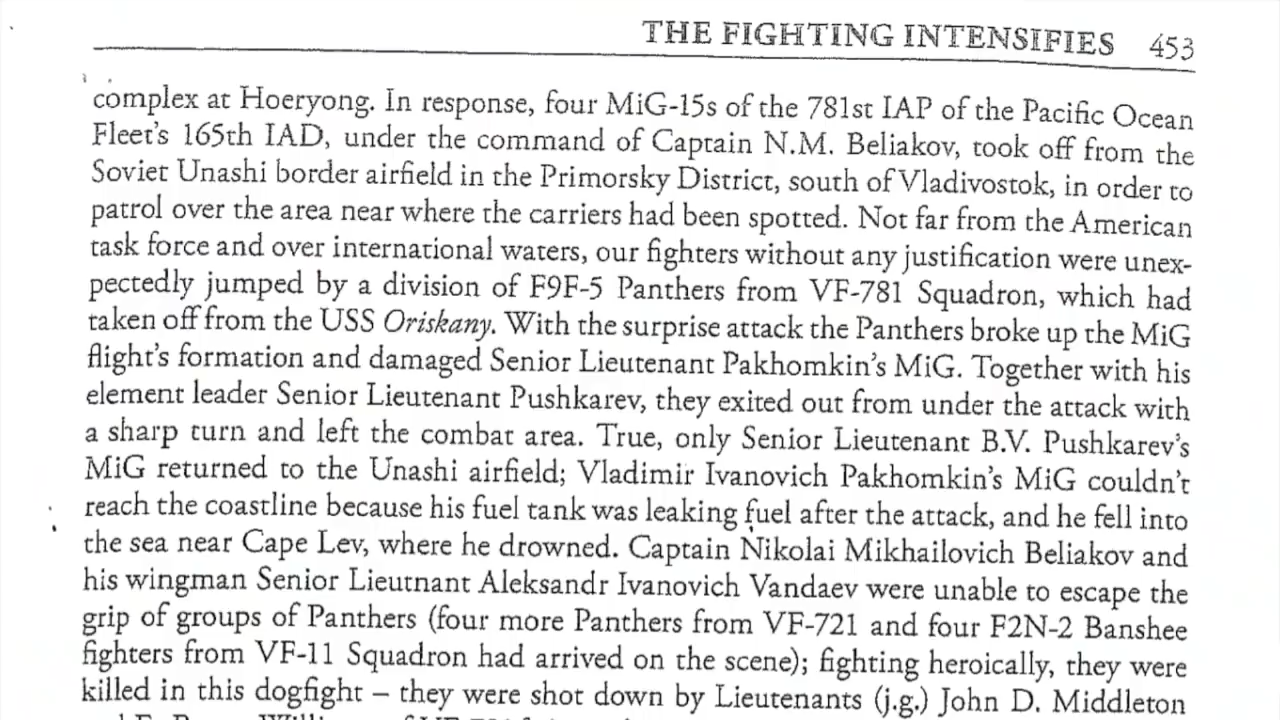 THE FIGHTING INTENSIFIES 453
complex at Hoeryong. In response, four MiG-15s of the 781st IAP of the Pacific Ocean
Fleet's 165th IAD, under the command of Captain N.M. Beliakov, took off from the
Soviet Unashi border airfield in the Primorsky District, south of Vladivostok, in order to
patrol over the area near where the carriers had been spotted. Not far from the American
task force and over international waters, our fighters without any justification were unex-
pectedly jumped by a division of F9F-5 Panthers from VF-781 Squadron, which had
taken off from the USS Oriskany. With the surprise attack the Panthers broke up the MiG
flight's formation and damaged Senior Lieutenant Pakhomkin's MiG. Together with his
element leader Senior Lieutenant Pushkarev, they exited out from under the attack with
a sharp turn and left the combat area. True, only Senior Lieutenant B.V. Pushkarev's
MiG returned to the Unashi airfield; Vladimir Ivanovich Pakhomkin's MiG couldn't
reach the coastline because his fuel tank was leaking fuel after the attack, and he fell into
the sea near Cape Lev, where he drowned. Captain Nikolai Mikhailovich Beliakov and
his wingman Senior Lieutnant Aleksandr Ivanovich Vandaev were unable to escape the
grip of groups of Panthers (four more Panthers from VF-721 and four F2N-2 Banshee
fighters from VF-11 Squadron had arrived on the scene); fighting heroically, they were
killed in this dogfight – they were shot down by Lieutenants (j.g.) John D. Middleton